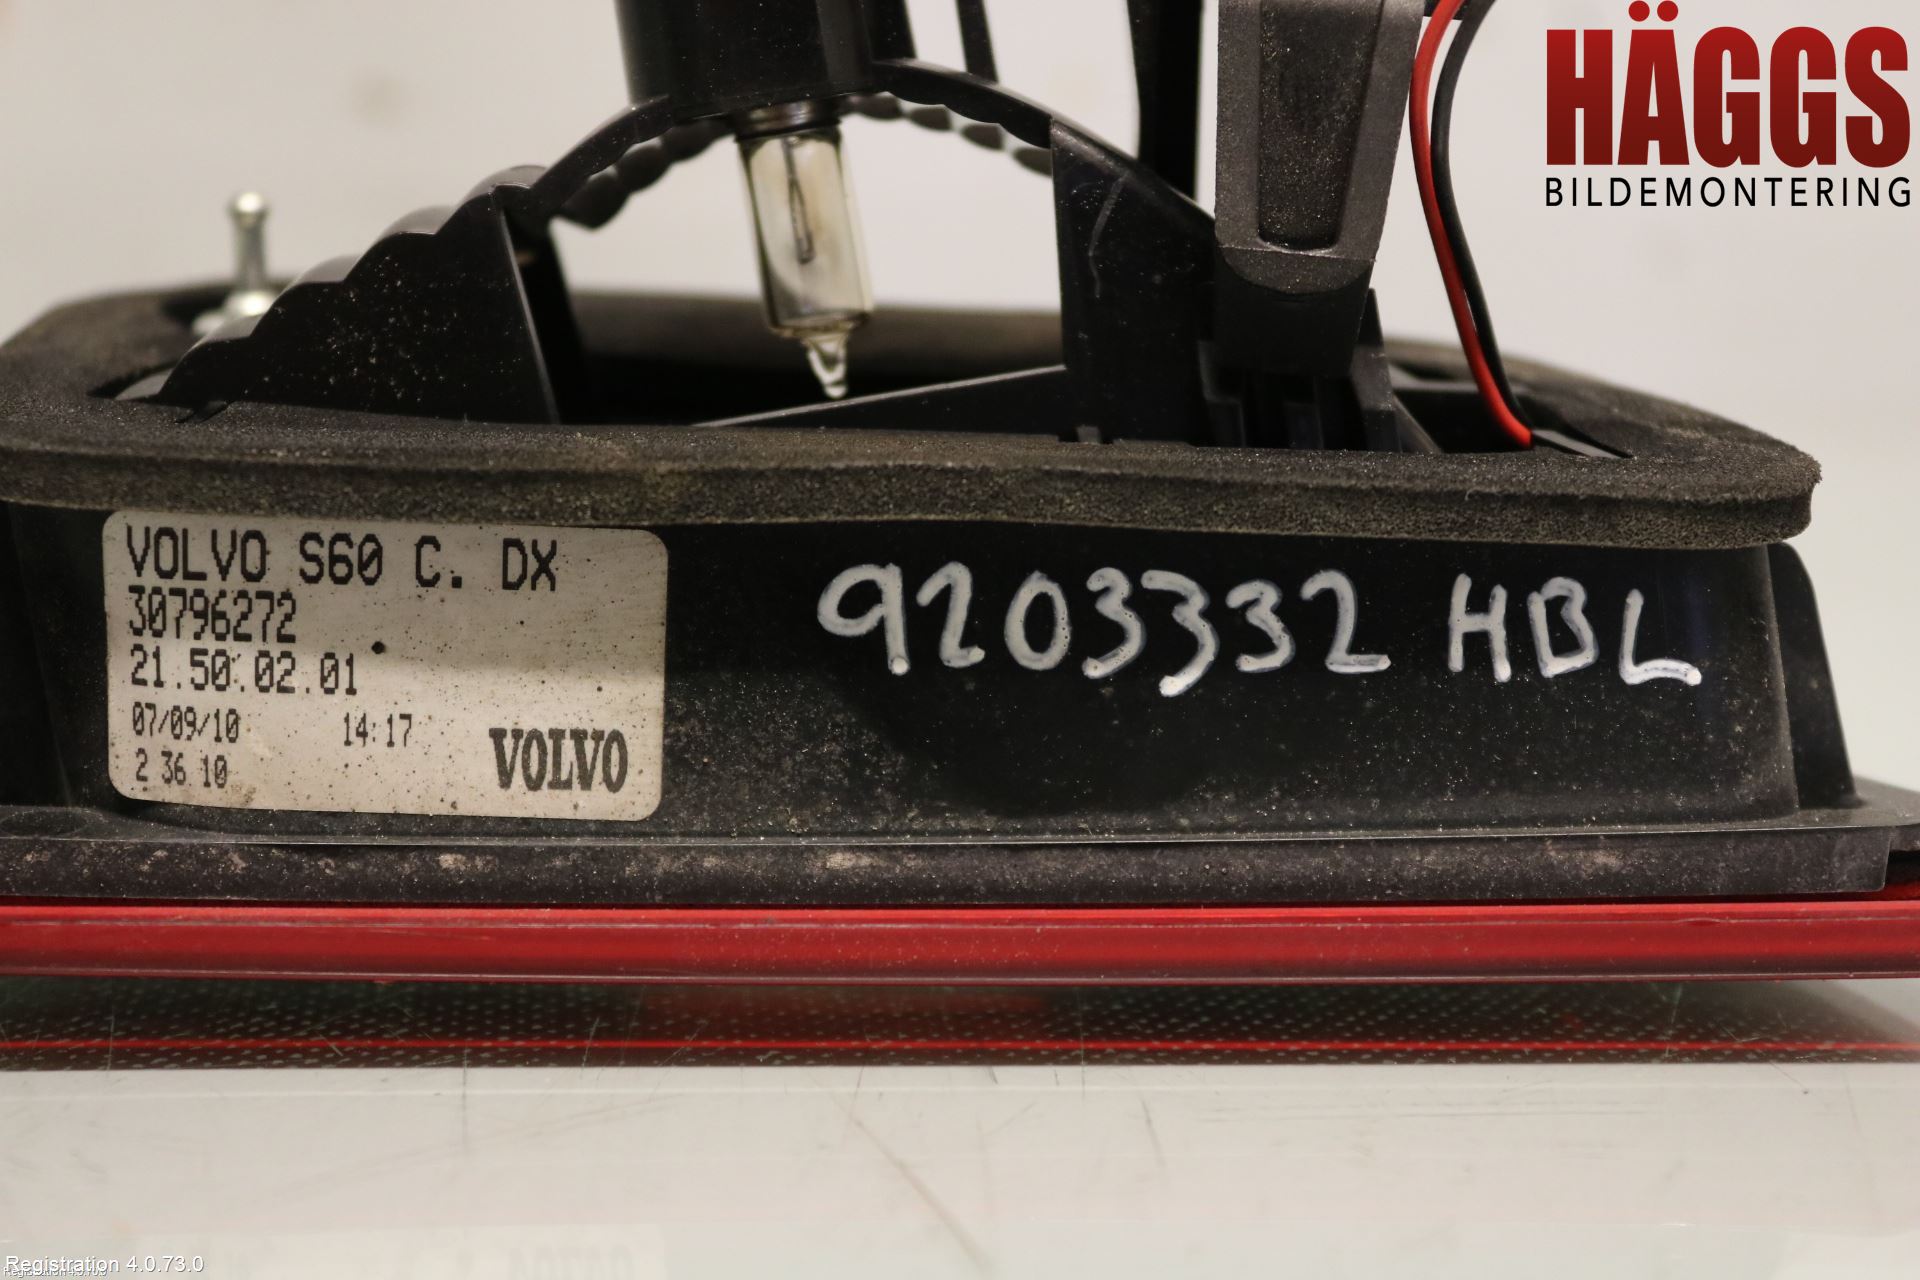 HÄGGS
BILDEMONTERING
VOLVO S60 C. DX
30796272
21.50.02.01
07/09/10 14:17
2 36 10 VOLVO
9203332 HBL
Registration 4.0.73.0